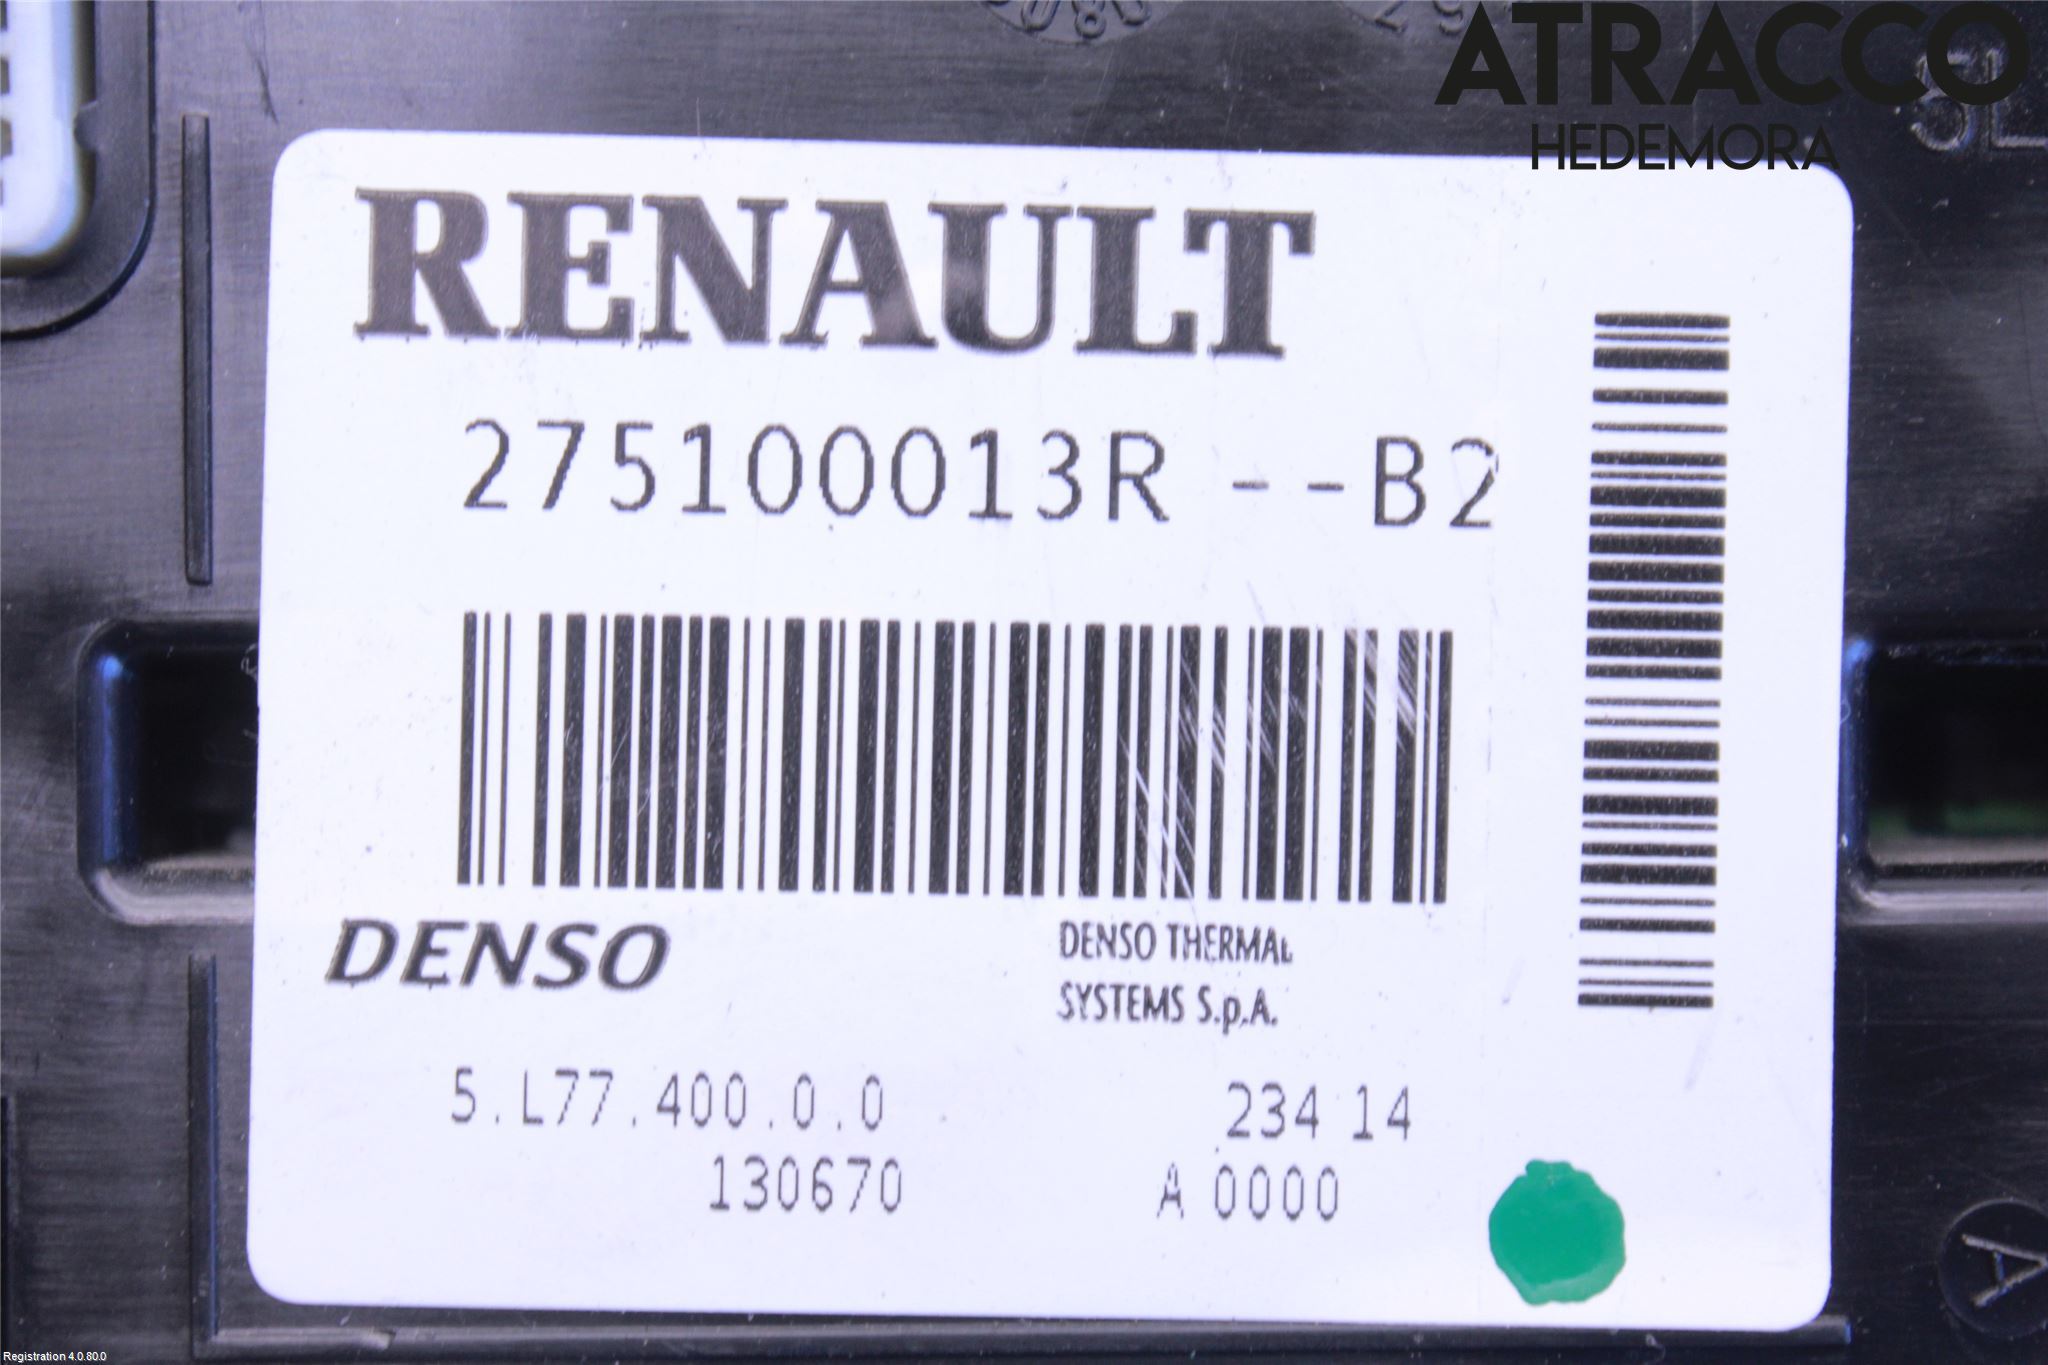 ATRACCO
HEDEMORA
RENAULT
275100013R --B2
DENSO
DENSO THERMAL
SYSTEMS S.p.A.
5.L77.400.0.0
234 14
130670
A 0000
A
Registration 4.0.80.0